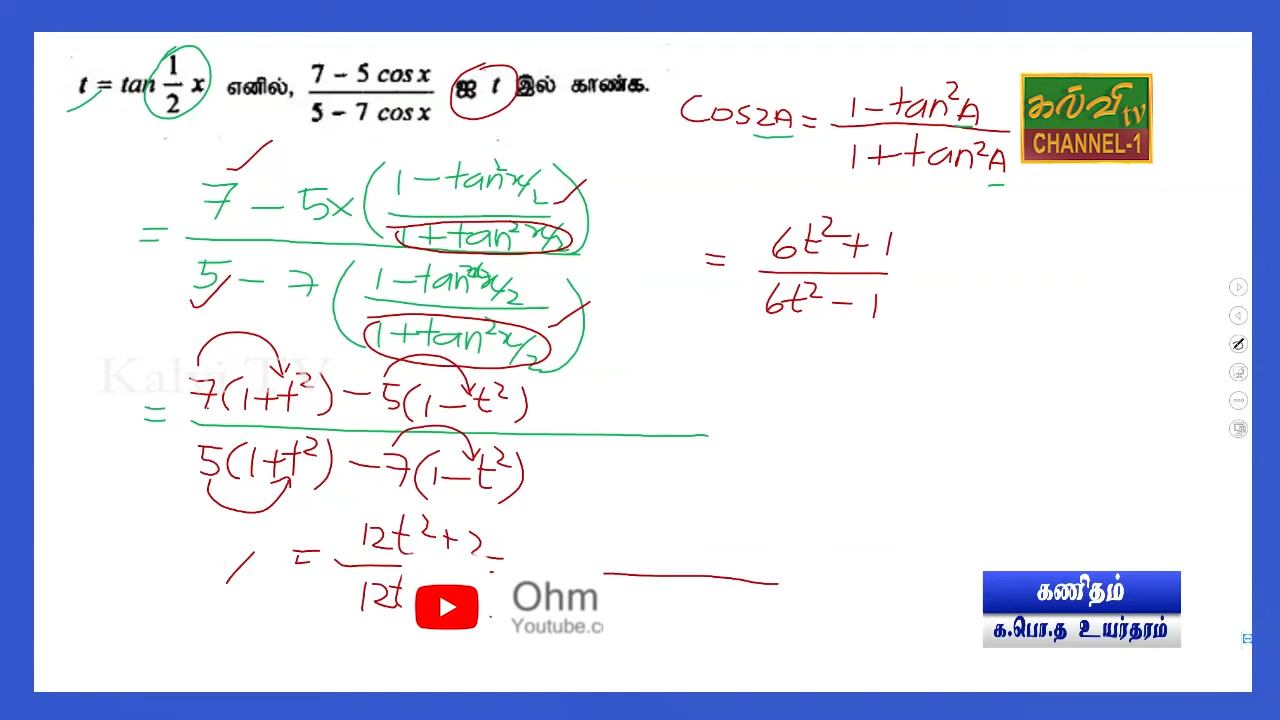 t = tan 1/2 x எனில், (7 - 5 cos x)/(5 - 7 cos x) ஐ t இல் காண்க.
Cos2A = (1-tan²A)/(1+tan²A)
கல்வி tv
CHANNEL-1
= (7 - 5×((1-tan²x/2)/(1+tan²x/2)))/(5 - 7((1-tan²x/2)/(1+tan²x/2)))
= (6t²+1)/(6t²-1)
Kalvi TV
= (7(1+t²) - 5(1-t²))/(5(1+t²) - 7(1-t²))
= 12t²+2
12t
=
Ohm
Youtube.c
கணிதம்
க.பொ.த உயர்தரம்